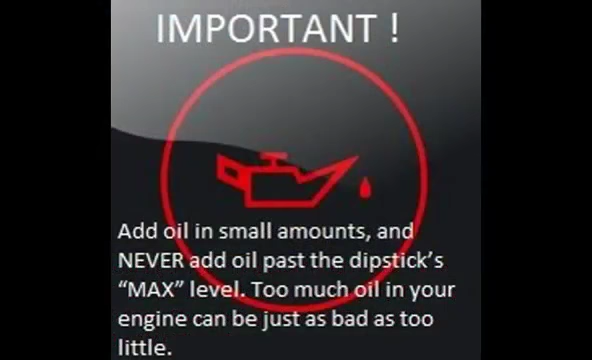 IMPORTANT !
Add oil in small amounts, and
NEVER add oil past the dipstick's
“MAX” level. Too much oil in your
engine can be just as bad as too
little.